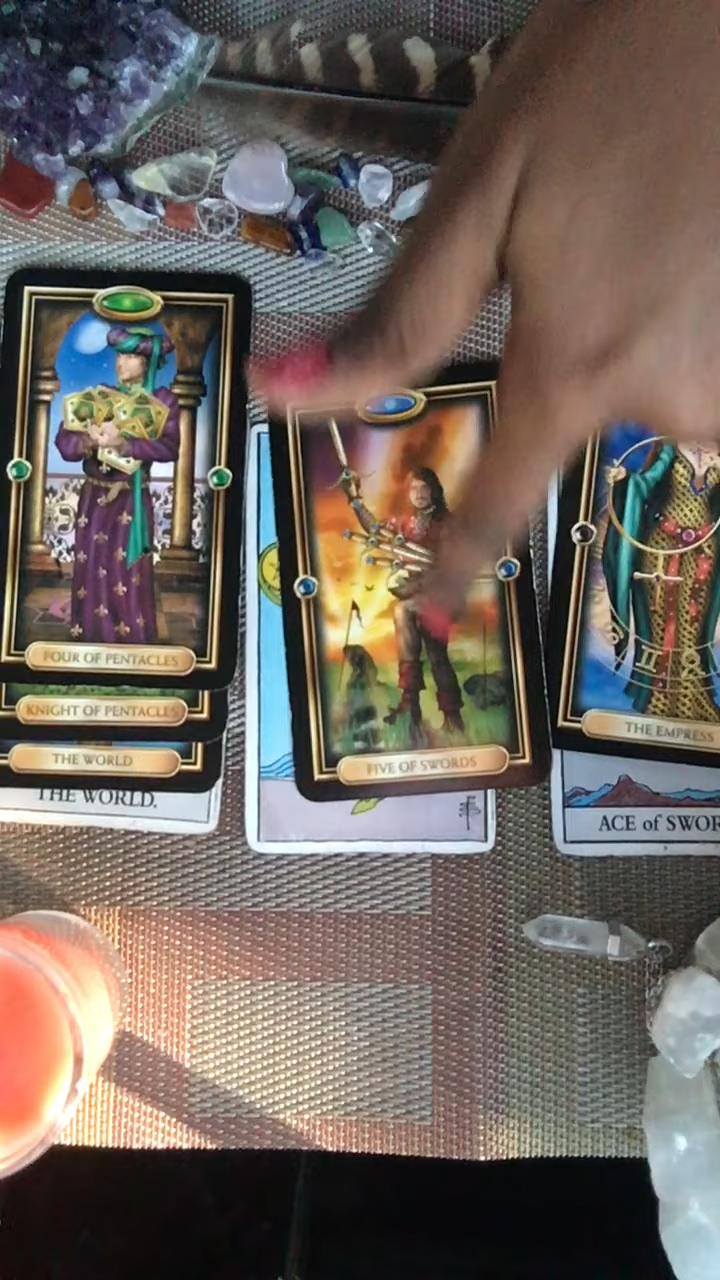 FOUR OF PENTACLES
KNIGHT OF PENTACLES
THE WORLD
THE WORLD.
FIVE OF SWORDS
THE EMPRESS
ACE of SWOR